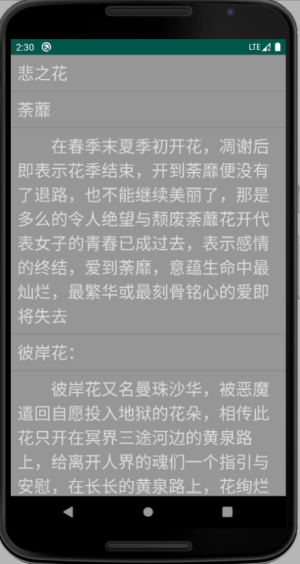 2:30
LTE
悲之花
荼蘼
在春季末夏季初开花，凋谢后
即表示花季结束，开到荼靡便没有
了退路，也不能继续美丽了，那是
多么的令人绝望与颓废荼蘼花开代
表女子的青春已成过去，表示感情
的终结，爱到荼靡，意蕴生命中最
灿烂，最繁华或最刻骨铭心的爱即
将失去
彼岸花：
彼岸花又名曼珠沙华，被恶魔
遣回自愿投入地狱的花朵，相传此
花只开在冥界三途河边的黄泉路
上，给离开人界的魂们一个指引与
安慰，在长长的黄泉路上，花绚烂